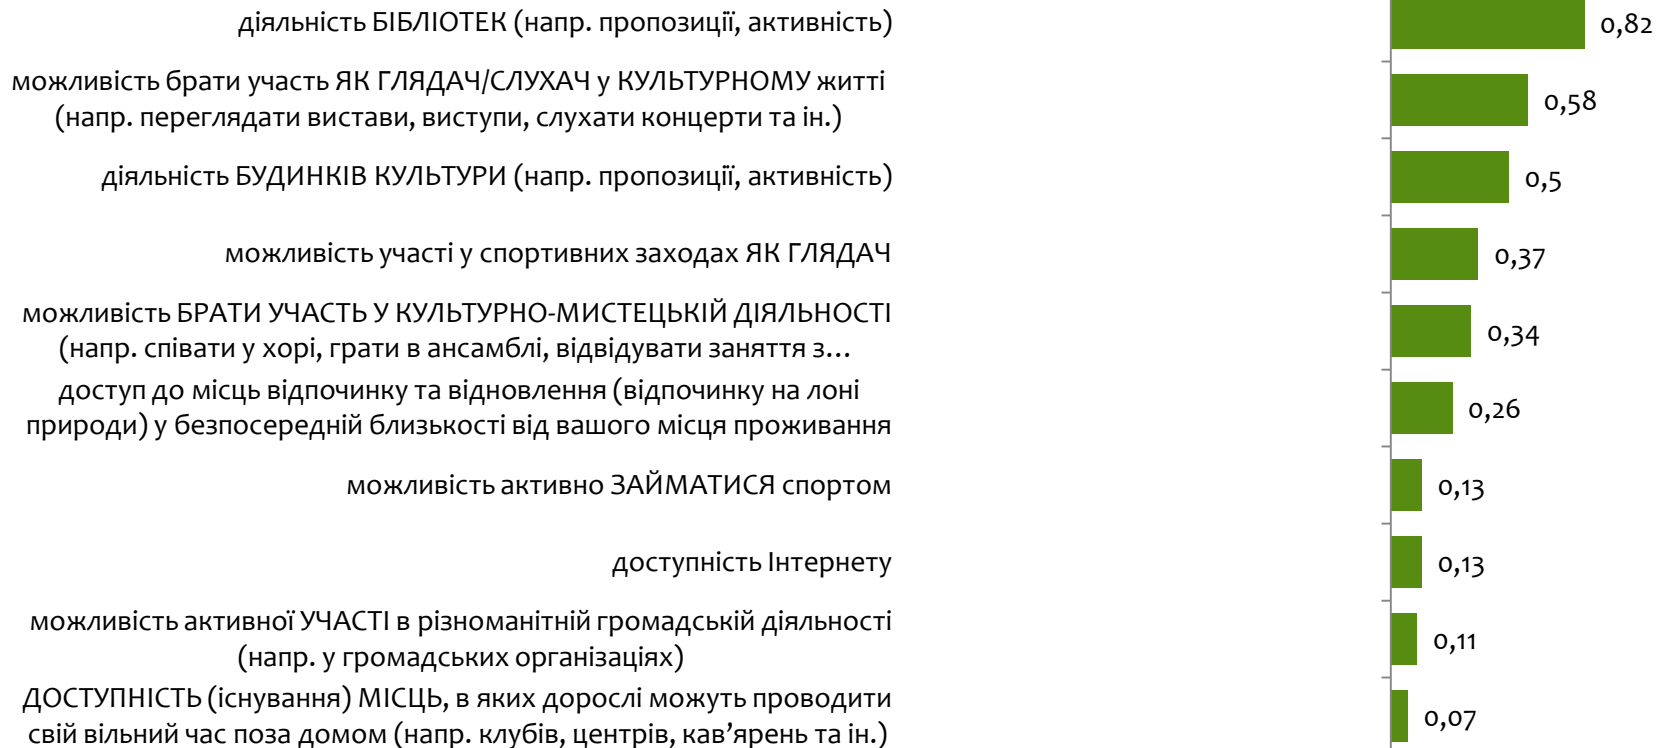 діяльність БІБЛІОТЕК (напр. пропозиції, активність)
0,82
можливість брати участь ЯК ГЛЯДАЧ/СЛУХАЧ у КУЛЬТУРНОМУ житті
(напр. переглядати вистави, виступи, слухати концерти та ін.)
0,58
діяльність БУДИНКІВ КУЛЬТУРИ (напр. пропозиції, активність)
0,5
можливість участі у спортивних заходах ЯК ГЛЯДАЧ
0,37
можливість БРАТИ УЧАСТЬ У КУЛЬТУРНО-МИСТЕЦЬКІЙ ДІЯЛЬНОСТІ
(напр. співати у хорі, грати в ансамблі, відвідувати заняття з…
0,34
доступ до місць відпочинку та відновлення (відпочинку на лоні
природи) у безпосередній близькості від вашого місця проживання
0,26
можливість активно ЗАЙМАТИСЯ спортом
0,13
доступність Інтернету
0,13
можливість активної УЧАСТІ в різноманітній громадській діяльності
(напр. у громадських організаціях)
0,11
ДОСТУПНІСТЬ (існування) МІСЦЬ, в яких дорослі можуть проводити
свій вільний час поза домом (напр. клубів, центрів, кав’ярень та ін.)
0,07